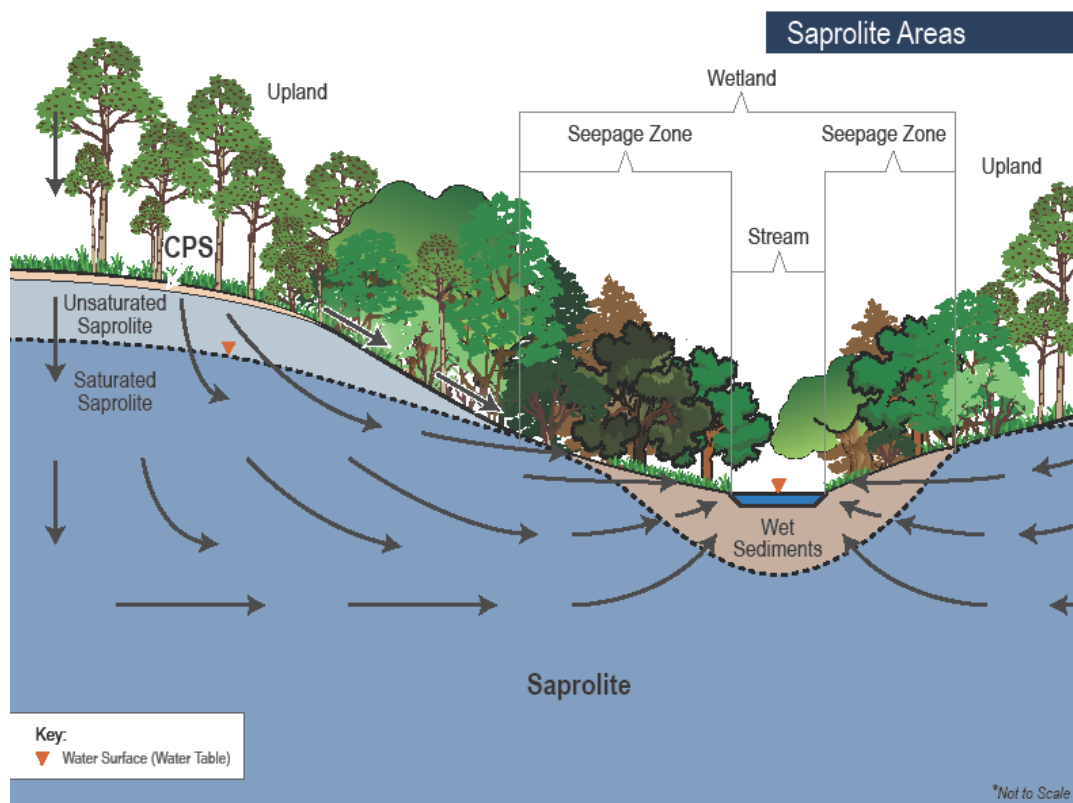 Saprolite Areas
Wetland
Upland
Seepage Zone
Seepage Zone
Upland
Stream
CPS
Unsaturated
Saprolite
Saturated
Saprolite
Wet
Sediments
Saprolite
Key:
Water Surface (Water Table)
*Not to Scale